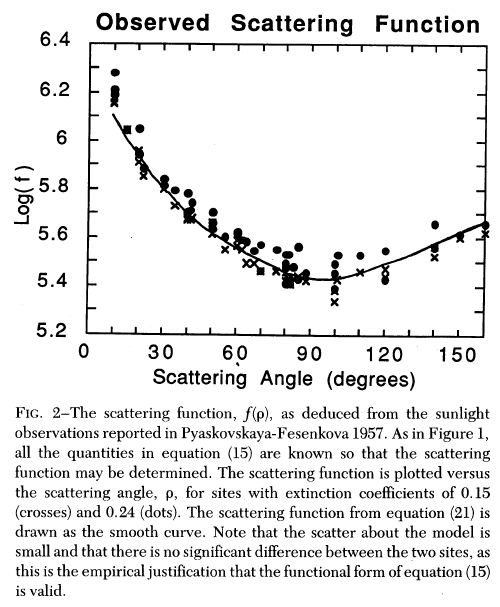 Observed Scattering Function
6.4
6.2
6
5.8
5.6
5.4
5.2
Log(f)
0 30 60 90 120 150
Scattering Angle (degrees)
FIG. 2–The scattering function, f(ρ), as deduced from the sunlight
observations reported in Pyaskovskaya-Fesenkova 1957. As in Figure 1,
all the quantities in equation (15) are known so that the scattering
function may be determined. The scattering function is plotted versus
the scattering angle, ρ, for sites with extinction coefficients of 0.15
(crosses) and 0.24 (dots). The scattering function from equation (21) is
drawn as the smooth curve. Note that the scatter about the model is
small and that there is no significant difference between the two sites, as
this is the empirical justification that the functional form of equation (15)
is valid.